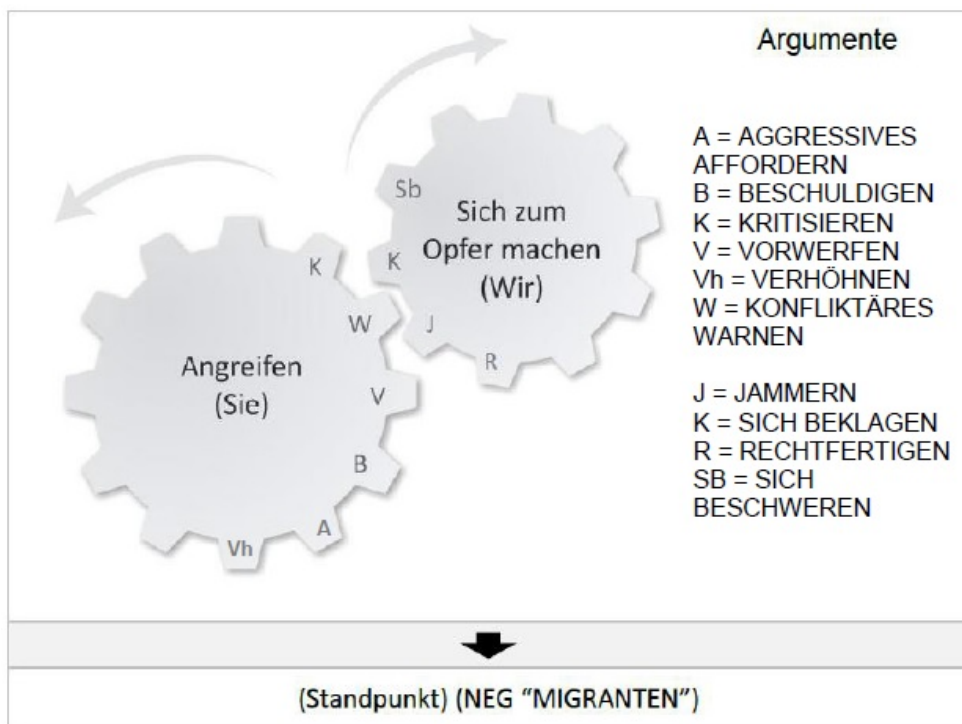 Argumente
A = AGGRESSIVES
AFFORDERN
B = BESCHULDIGEN
K = KRITISIEREN
V = VORWERFEN
Vh = VERHÖHNEN
W = KONFLIKTÄRES
WARNEN
J = JAMMERN
K = SICH BEKLAGEN
R = RECHTFERTIGEN
SB = SICH
BESCHWEREN
Sb
Sich zum
Opfer machen
(Wir)
K
J
R
K
W
Angreifen
(Sie)
V
B
A
Vh
(Standpunkt) (NEG "MIGRANTEN")